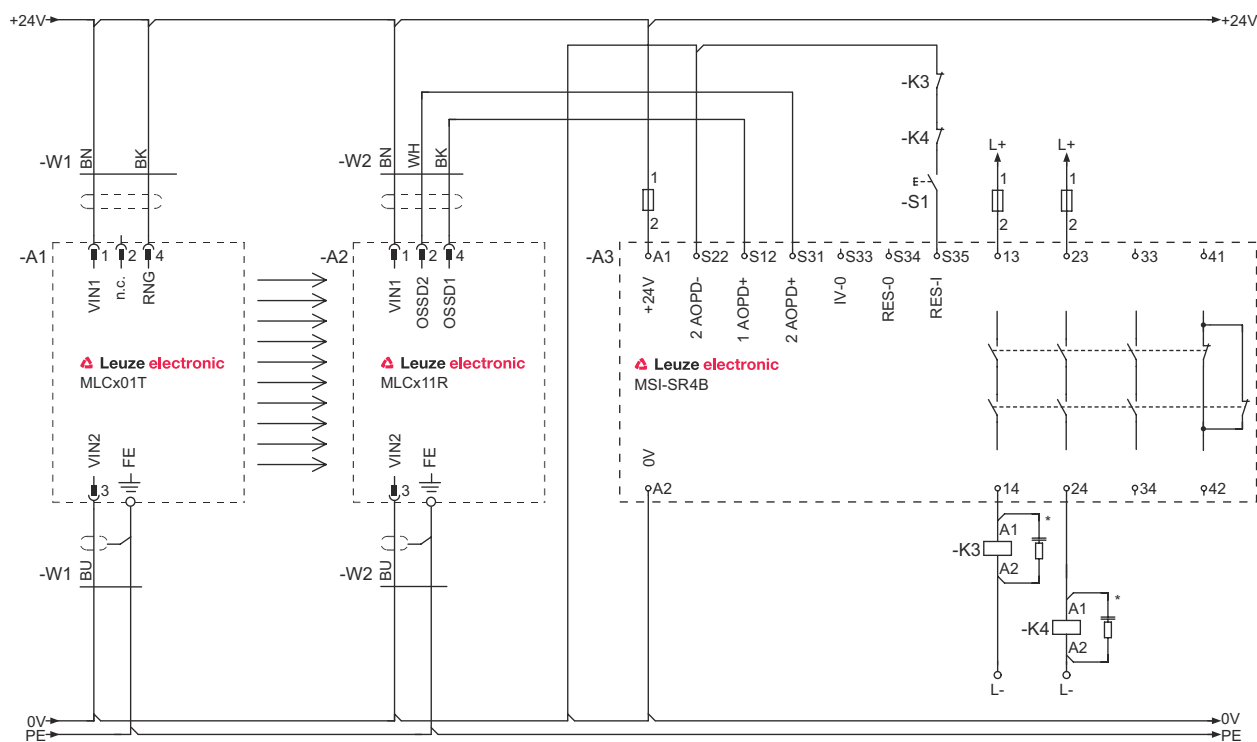 +24V +24V
-K3
-K4
-S1
-W1 BN BK
-W2 BN WH BK
L+ L+
1 1 1
2 2 2
-A1 1 2 4
VIN1 n.c. RNG
Leuze electronic
MLCx01T
VIN2 FE
3
-W1 BU
-A2 1 2 4
VIN1 OSSD2 OSSD1
Leuze electronic
MLCx11R
VIN2 FE
3
-W2 BU
-A3 A1 S22 S12 S31 S33 S34 S35 13 23 33 41
+24V 2 AOPD- 1 AOPD+ 2 AOPD+ IV-0 RES-0 RES-I
Leuze electronic
MSI-SR4B
0V
A2 14 24 34 42
-K3 A1 *
A2
-K4 A1 *
A2
L- L-
0V 0V
PE PE